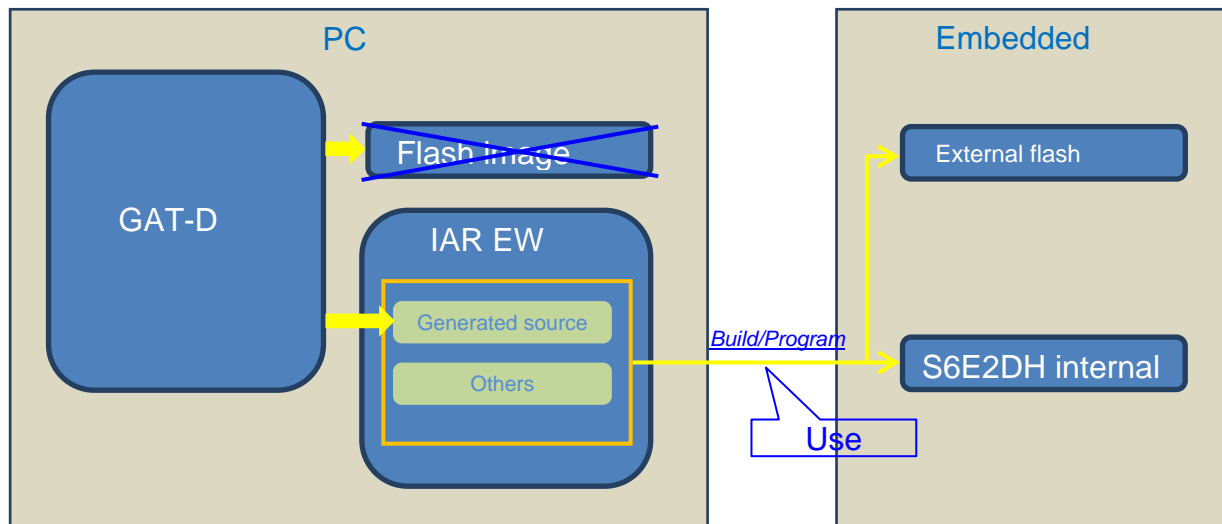 PC
Embedded
GAT-D
Flash image
External flash
IAR EW
Generated source
Others
Build/Program
S6E2DH internal
Use